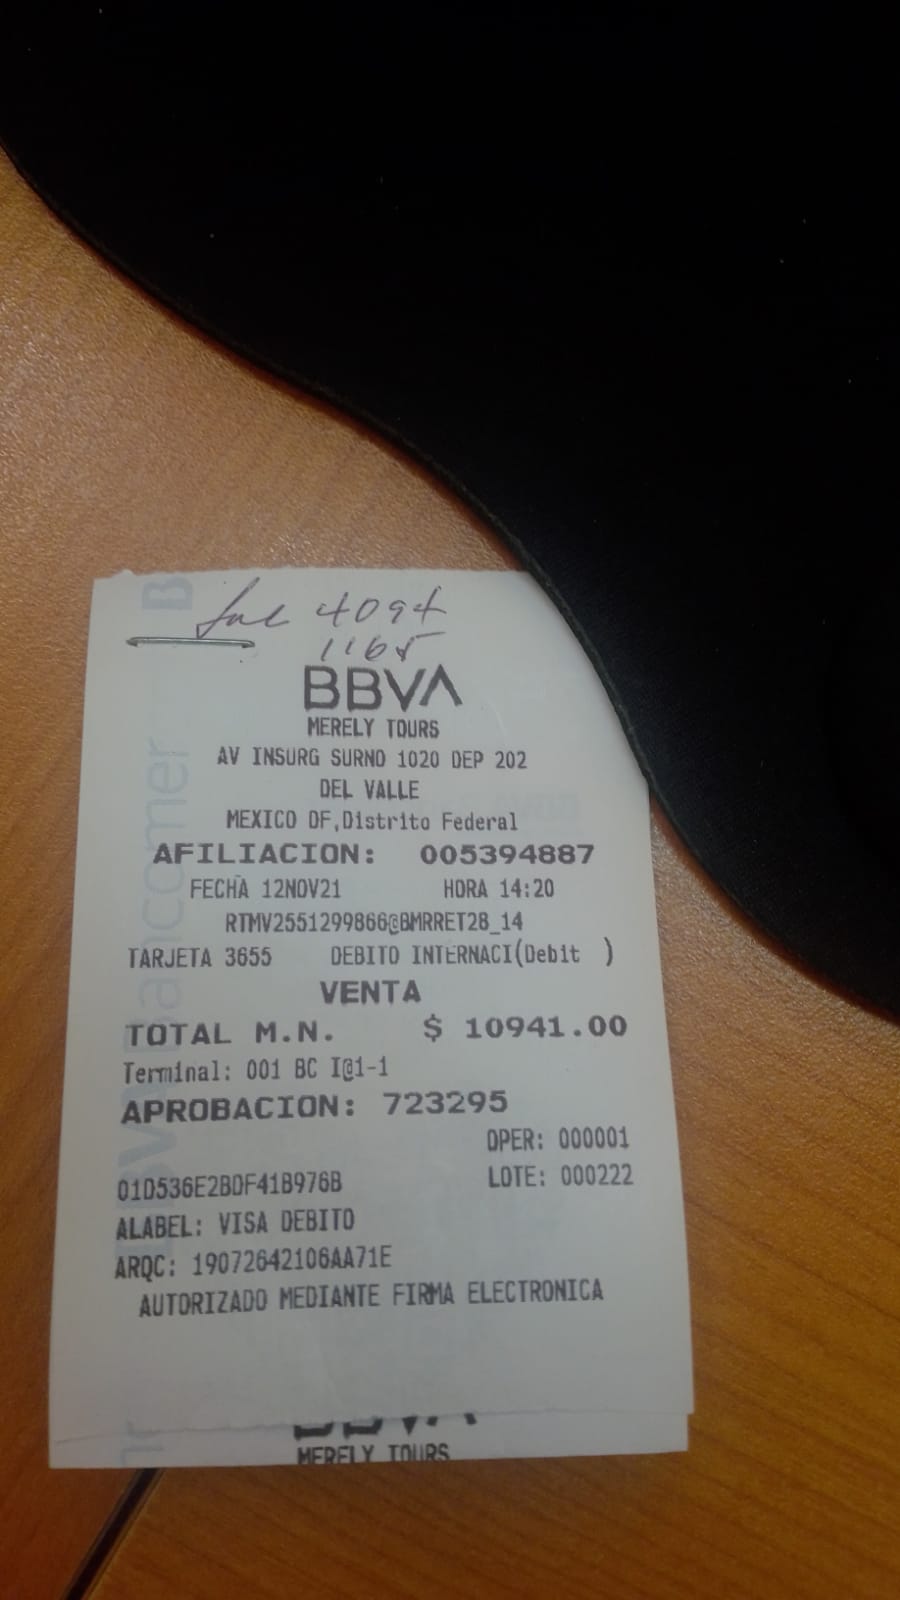 fac 4094
1165
BBVA
MERELY TOURS
AV INSURG SURNO 1020 DEP 202
DEL VALLE
MEXICO DF,Distrito Federal
AFILIACION: 005394887
FECHA 12NOV21 HORA 14:20
RTMV2551299866@BMRRET28_14
TARJETA 3655 DEBITO INTERNACI(Debit )
VENTA
TOTAL M.N. $ 10941.00
Terminal: 001 BC I@1-1
APROBACION: 723295
OPER: 000001
01D536E2BDF41B976B LOTE: 000222
ALABEL: VISA DEBITO
ARQC: 19072642106AA71E
AUTORIZADO MEDIANTE FIRMA ELECTRONICA
BBVA
MERELY TOURS
BBVA Bancomer
B